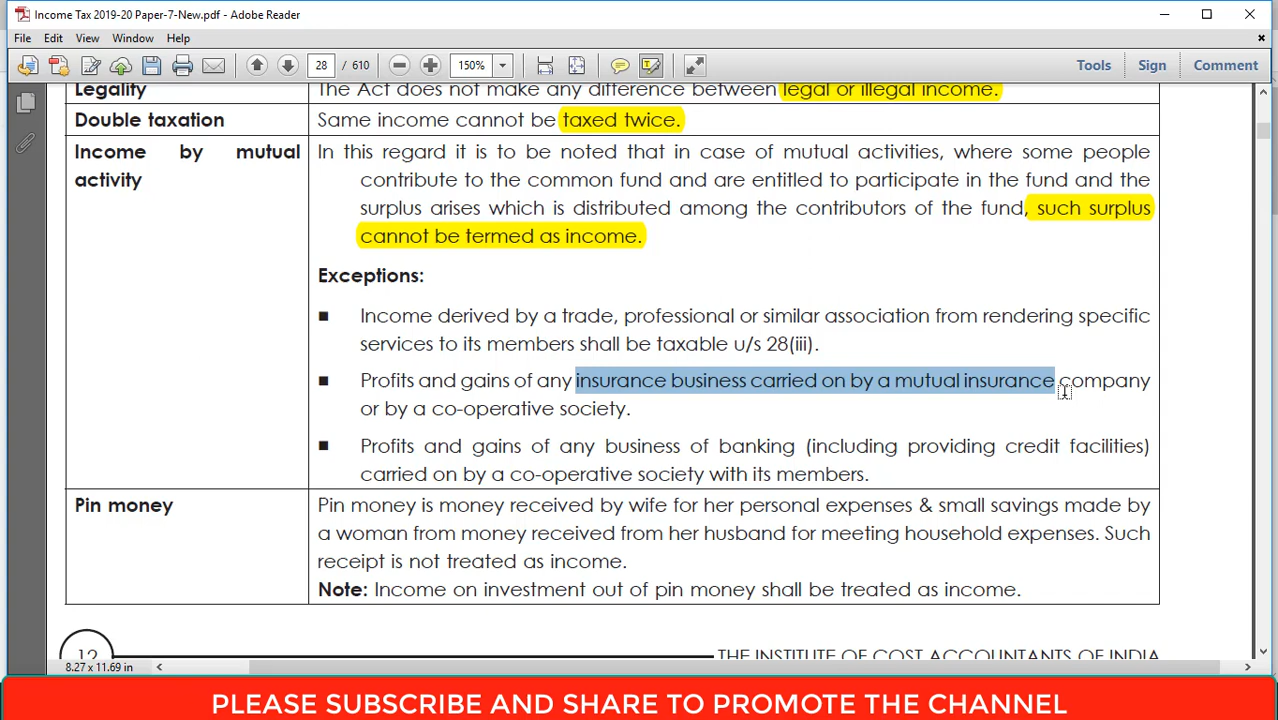 Income Tax 2019-20 Paper-7-New.pdf - Adobe Reader
File Edit View Window Help
28 / 610 150% Tools Sign Comment
Legality The Act does not make any difference between legal or illegal income.
Double taxation Same income cannot be taxed twice.
Income by mutual activity
In this regard it is to be noted that in case of mutual activities, where some people
contribute to the common fund and are entitled to participate in the fund and the
surplus arises which is distributed among the contributors of the fund, such surplus
cannot be termed as income.
Exceptions:
■ Income derived by a trade, professional or similar association from rendering specific
services to its members shall be taxable u/s 28(iii).
■ Profits and gains of any insurance business carried on by a mutual insurance company
or by a co-operative society.
■ Profits and gains of any business of banking (including providing credit facilities)
carried on by a co-operative society with its members.
Pin money Pin money is money received by wife for her personal expenses & small savings made by
a woman from money received from her husband for meeting household expenses. Such
receipt is not treated as income.
Note: Income on investment out of pin money shall be treated as income.
12 THE INSTITUTE OF COST ACCOUNTANTS OF INDIA
8.27 x 11.69 in
PLEASE SUBSCRIBE AND SHARE TO PROMOTE THE CHANNEL